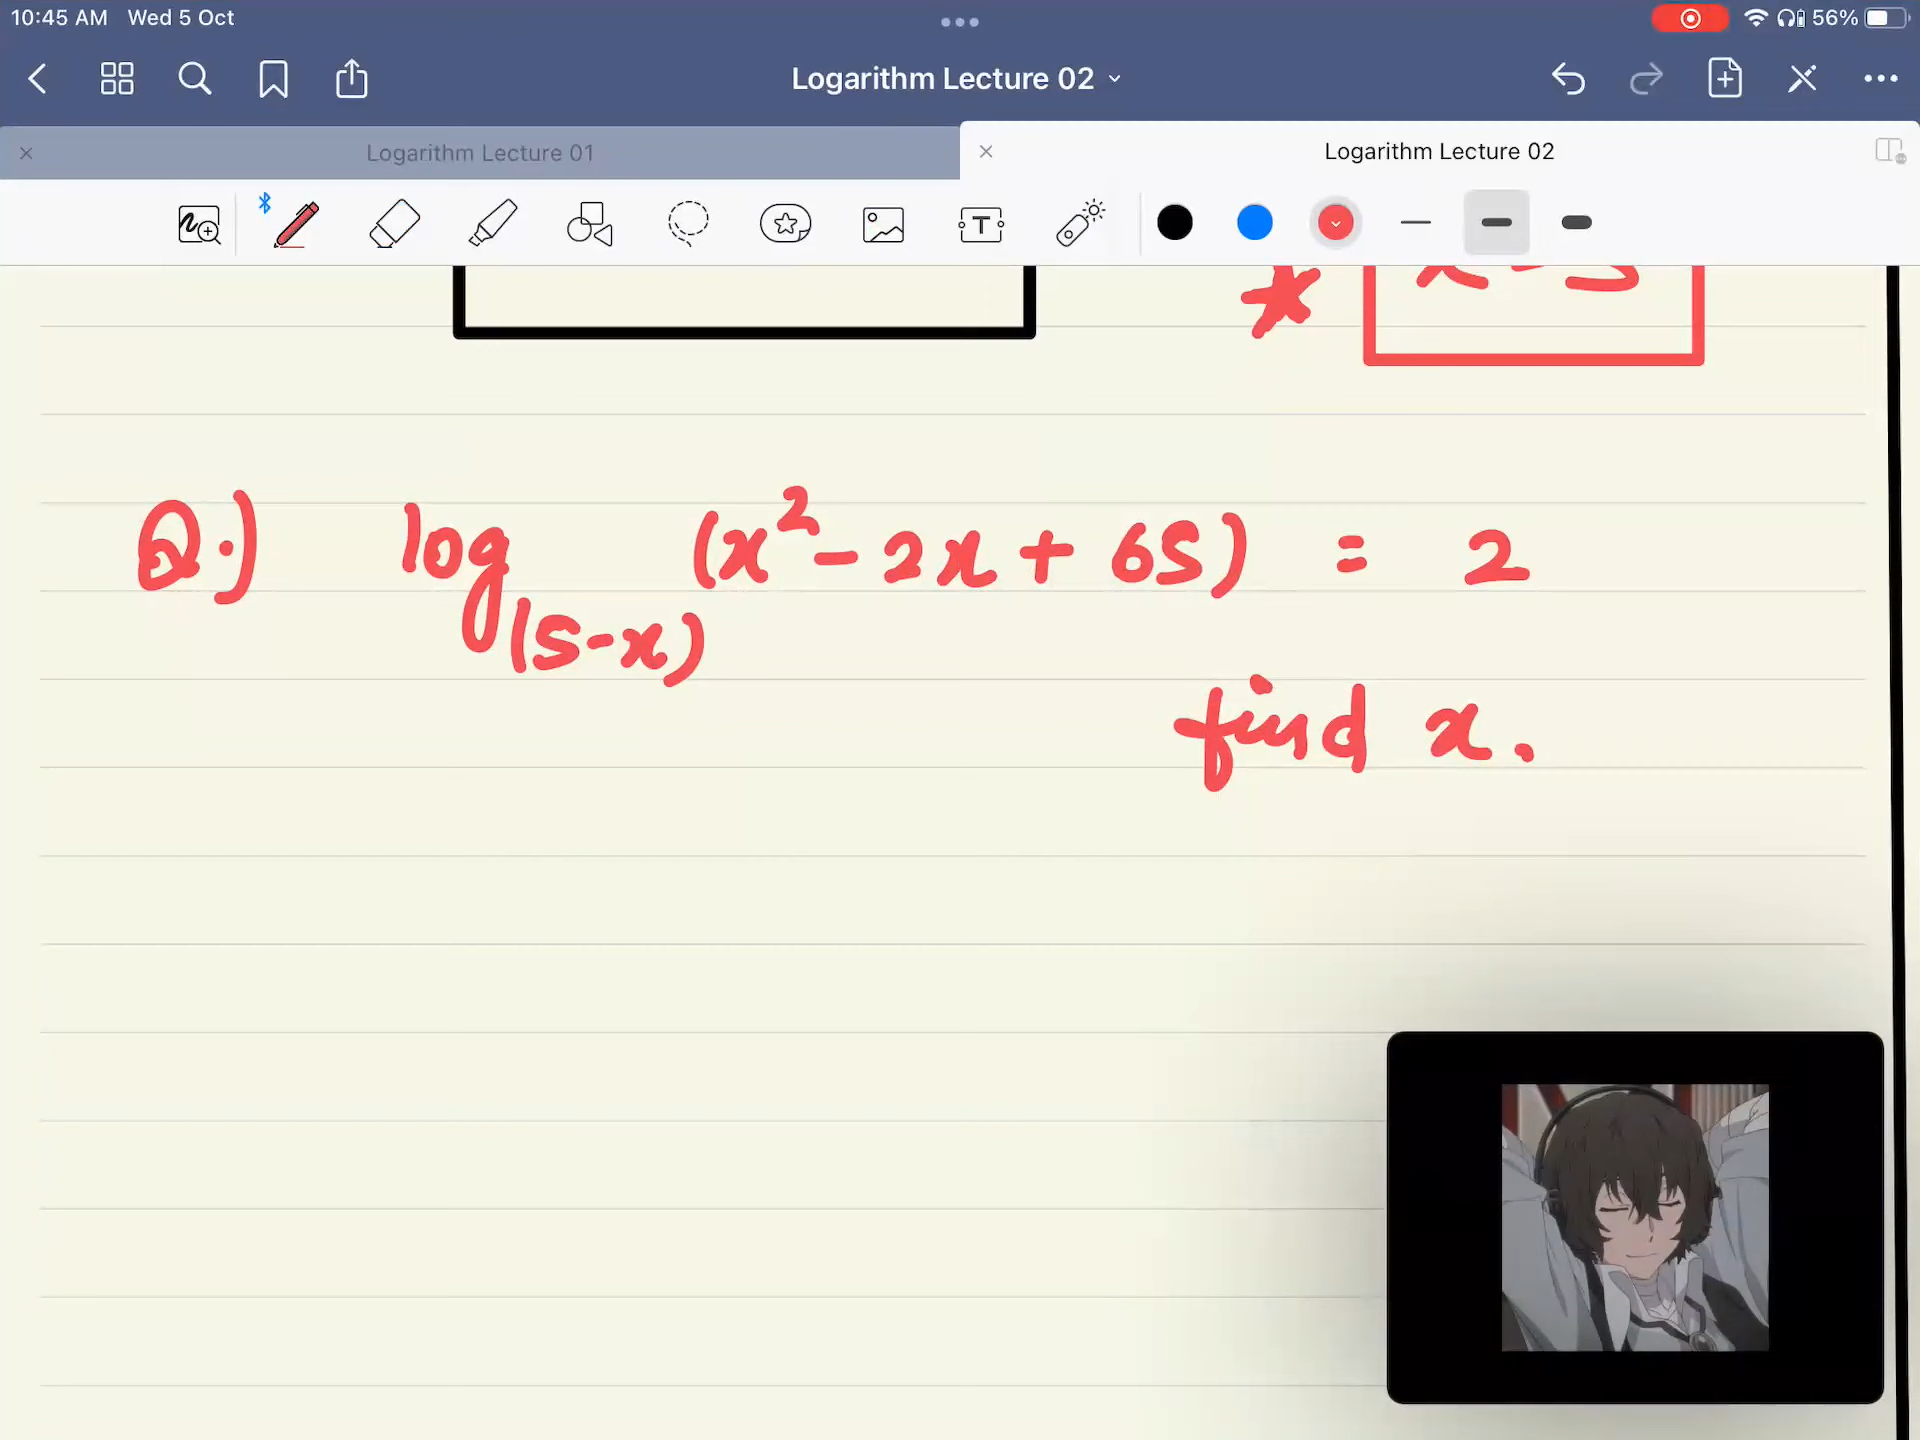 10:45 AM Wed 5 Oct
56%
Logarithm Lecture 02
Logarithm Lecture 01
Logarithm Lecture 02
T
Q.) log (x² - 2x + 65) = 2
(5-x)
find x.